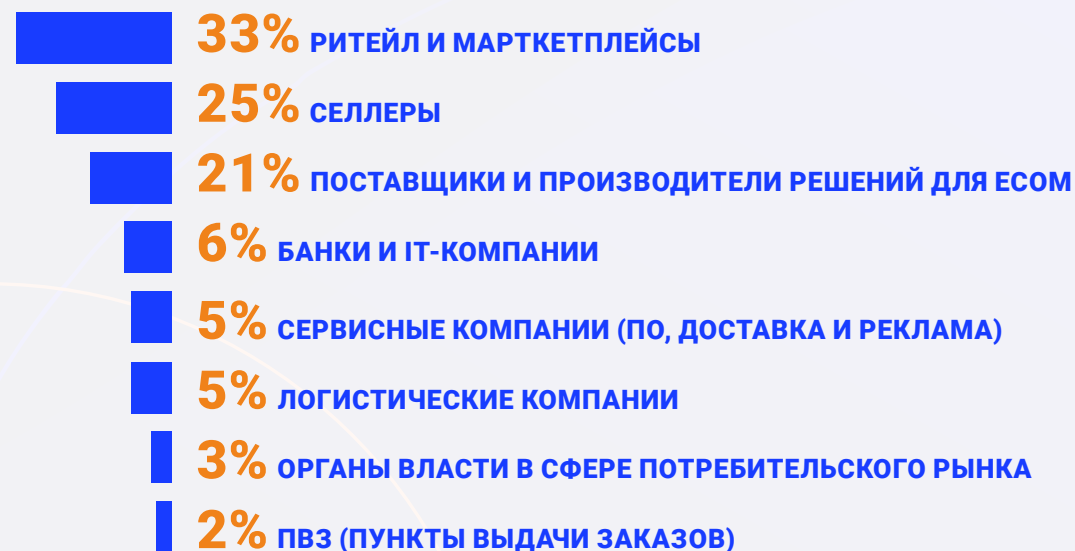 33% РИТЕЙЛ И МАРТКЕТПЛЕЙСЫ
25% СЕЛЛЕРЫ
21% ПОСТАВЩИКИ И ПРОИЗВОДИТЕЛИ РЕШЕНИЙ ДЛЯ ECOM
6% БАНКИ И IT-КОМПАНИИ
5% СЕРВИСНЫЕ КОМПАНИИ (ПО, ДОСТАВКА И РЕКЛАМА)
5% ЛОГИСТИЧЕСКИЕ КОМПАНИИ
3% ОРГАНЫ ВЛАСТИ В СФЕРЕ ПОТРЕБИТЕЛЬСКОГО РЫНКА
2% ПВЗ (ПУНКТЫ ВЫДАЧИ ЗАКАЗОВ)